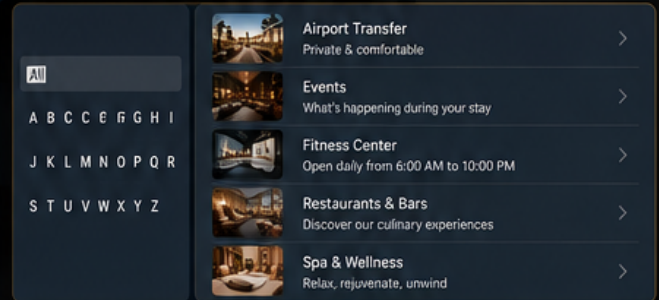 All
A B C C E G G H I
J K L M N O P Q R
S T U V W X Y Z
Airport Transfer
Private & comfortable
Events
What's happening during your stay
Fitness Center
Open daily from 6:00 AM to 10:00 PM
Restaurants & Bars
Discover our culinary experiences
Spa & Wellness
Relax, rejuvenate, unwind